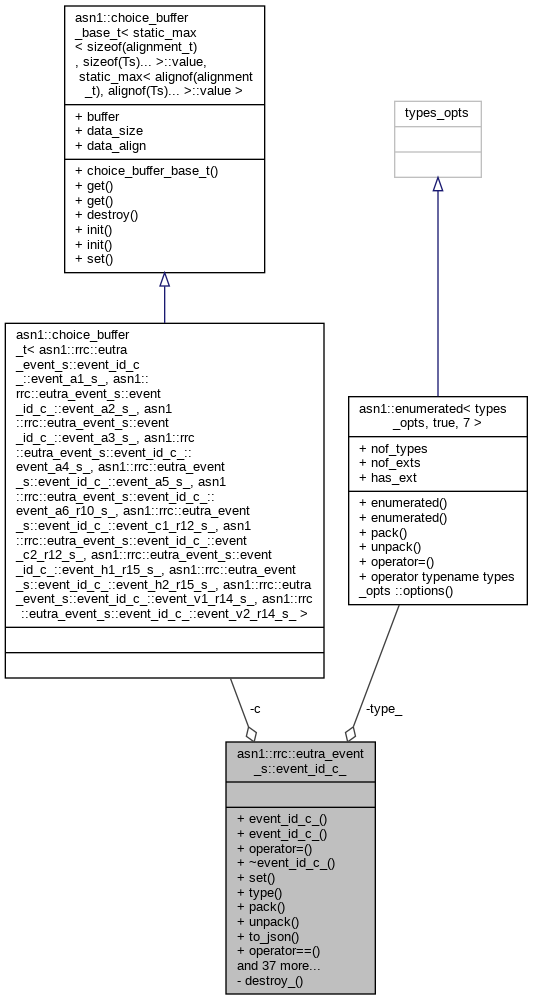 asn1::choice_buffer
_base_t< static_max
< sizeof(alignment_t)
, sizeof(Ts)... >::value,
static_max< alignof(alignment
_t), alignof(Ts)... >::value >
+ buffer
+ data_size
+ data_align
+ choice_buffer_base_t()
+ get()
+ get()
+ destroy()
+ init()
+ init()
+ set()
types_opts
asn1::choice_buffer
_t< asn1::rrc::eutra
_event_s::event_id_c
_::event_a1_s_, asn1::
rrc::eutra_event_s::event
_id_c_::event_a2_s_, asn1
::rrc::eutra_event_s::event
_id_c_::event_a3_s_, asn1::rrc
::eutra_event_s::event_id_c_::
event_a4_s_, asn1::rrc::eutra_event
_s::event_id_c_::event_a5_s_, asn1
::rrc::eutra_event_s::event_id_c_::
event_a6_r10_s_, asn1::rrc::eutra_event
_s::event_id_c_::event_c1_r12_s_, asn1
::rrc::eutra_event_s::event_id_c_::event
_c2_r12_s_, asn1::rrc::eutra_event_s::event
_id_c_::event_h1_r15_s_, asn1::rrc::eutra_event
_s::event_id_c_::event_h2_r15_s_, asn1::rrc::eutra
_event_s::event_id_c_::event_v1_r14_s_, asn1::rrc
::eutra_event_s::event_id_c_::event_v2_r14_s_ >
asn1::enumerated< types
_opts, true, 7 >
+ nof_types
+ nof_exts
+ has_ext
+ enumerated()
+ enumerated()
+ pack()
+ unpack()
+ operator=()
+ operator typename types
_opts ::options()
-c
-type_
asn1::rrc::eutra_event
_s::event_id_c_
+ event_id_c_()
+ event_id_c_()
+ operator=()
+ ~event_id_c_()
+ set()
+ type()
+ pack()
+ unpack()
+ to_json()
+ operator==()
and 37 more...
- destroy_()